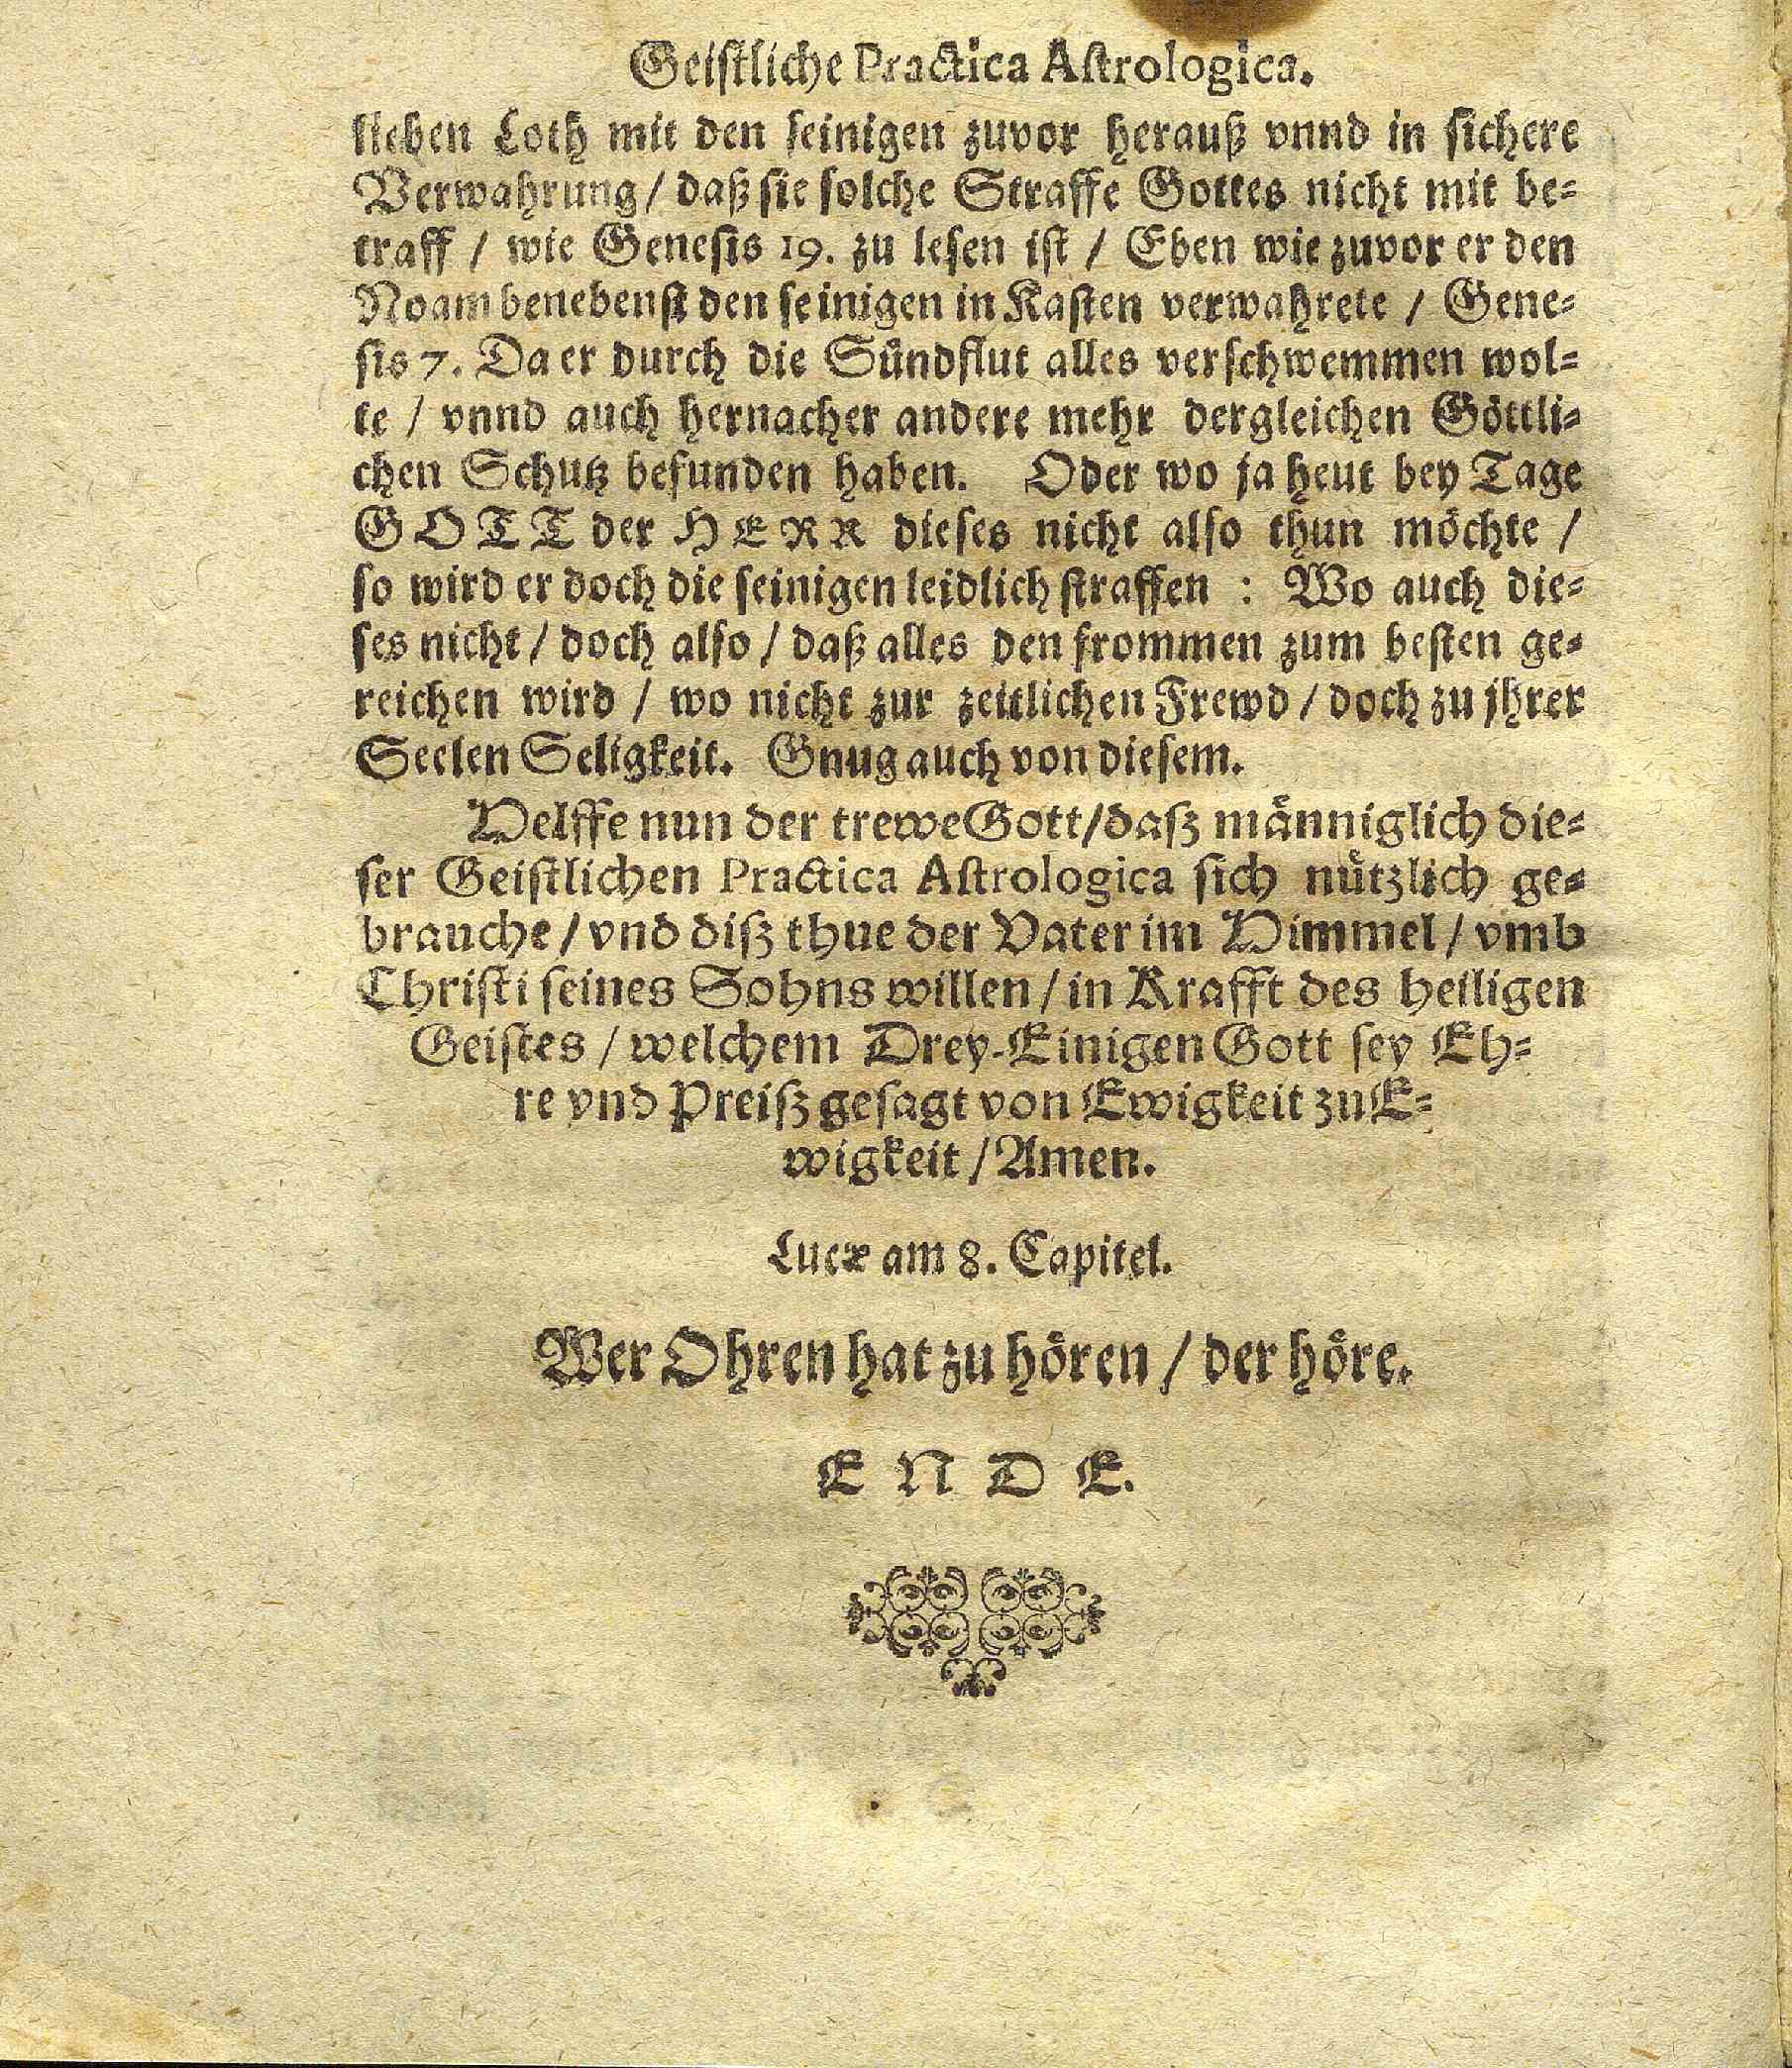 Geistliche Practica Astrologica.
lieben Loth mit den seinigen zuvor herauß vnnd in sichere
Verwahrung / daß sie solche Straffe Gottes nicht mit be-
traff / wie Genesis 19. zu lesen ist / Eben wie zuvor er den
Noam benebenst den seinigen in Kasten verwahrete / Gene-
sis 7. Da er durch die Sündflut alles verschwemmen wol-
te / vnnd auch hernacher andere mehr dergleichen Göttli-
chen Schutz befunden haben. Oder wo ja heut bey Tage
GOTT der HERR dieses nicht also thun möchte /
so wird er doch die seinigen leidlich straffen : Wo auch die-
ses nicht / doch also / daß alles den frommen zum besten ge-
reichen wird / wo nicht zur zeitlichen Frewd / doch zu jhrer
Seelen Seligkeit. Gnug auch von diesem.
Helffe nun der trewe Gott / daß männiglich die-
ser Geistlichen Practica Astrologica sich nützlich ge-
brauche / vnd diß thue der Vater im Himmel / vmb
Christi seines Sohns willen / in Krafft des heiligen
Geistes / welchem Drey-Einigen Gott sey Eh-
re vnd Preiß gesagt von Ewigkeit zu E-
wigkeit / Amen.
Lucæ am 8. Capitel.
Wer Ohren hat zu hören / der höre.
ENDE.